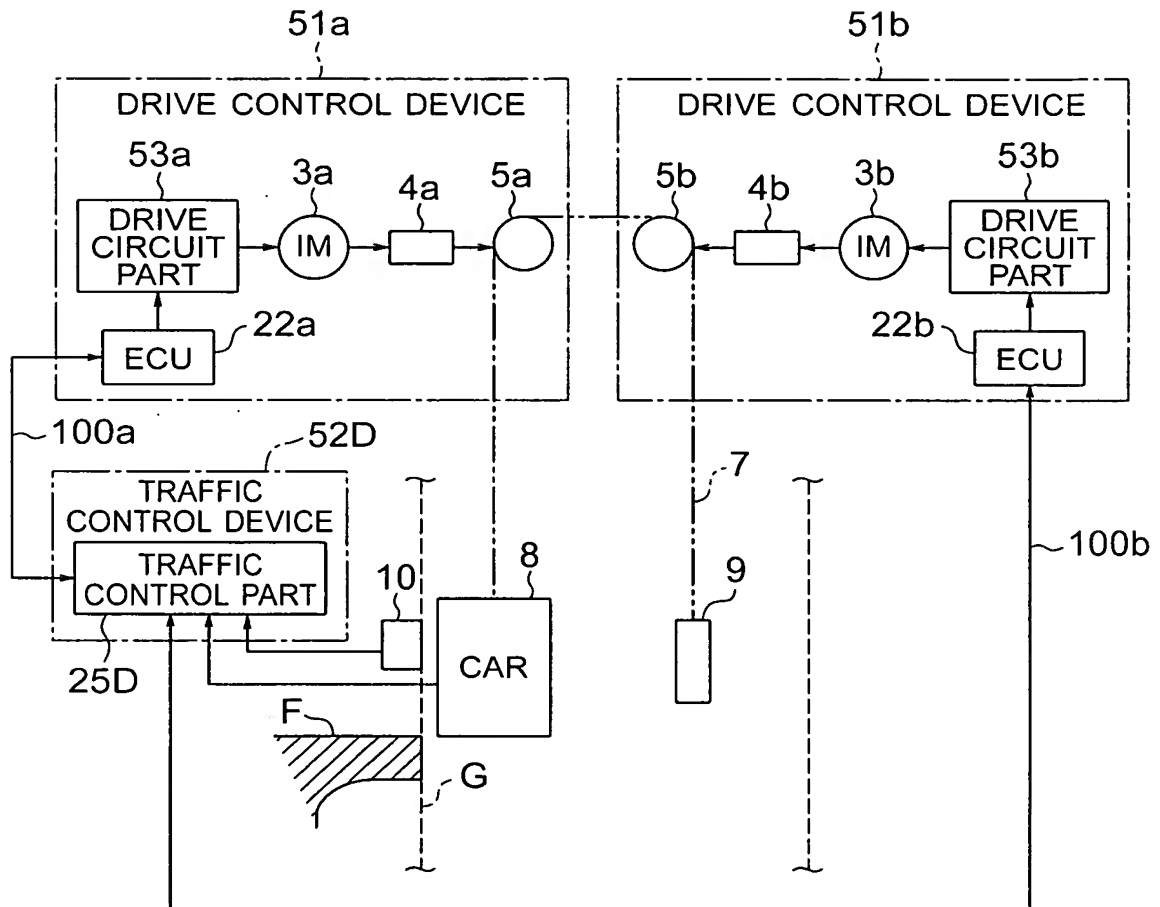 51a
51b
DRIVE CONTROL DEVICE
DRIVE CONTROL DEVICE
53a
3a
4a
5a
5b
4b
3b
53b
DRIVE
CIRCUIT
PART
IM
IM
DRIVE
CIRCUIT
PART
22a
ECU
22b
ECU
100a
52D
TRAFFIC
CONTROL DEVICE
TRAFFIC
CONTROL PART
25D
10
8
CAR
7
9
100b
F
G